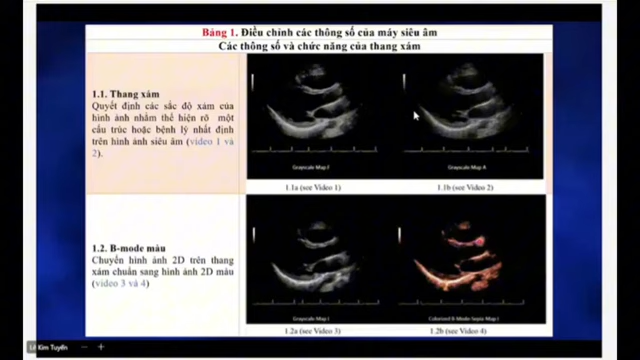 Bảng 1. Điều chỉnh các thông số của máy siêu âm
Các thông số và chức năng của thang xám
1.1. Thang xám
Quyết định các sắc độ xám của
hình ảnh nhằm thể hiện rõ một
cấu trúc hoặc bệnh lý nhất định
trên hình ảnh siêu âm (video 1 và
2).
Grayscale Map F
Grayscale Map A
1.1a (see Video 1)
1.1b (see Video 2)
1.2. B-mode màu
Chuyển hình ảnh 2D trên thang
xám chuẩn sang hình ảnh 2D màu
(video 3 và 4)
Grayscale Map I
Colorized B-Mode Sepia Map I
1.2a (see Video 3)
1.2b (see Video 4)
Lê Kim Tuyến